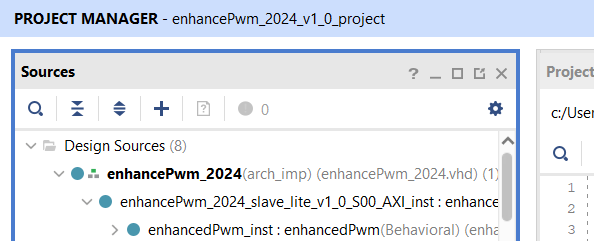 PROJECT MANAGER - enhancePwm_2024_v1_0_project
Sources
Project
0
c:/User
Design Sources (8)
enhancePwm_2024(arch_imp) (enhancePwm_2024.vhd) (1)
enhancePwm_2024_slave_lite_v1_0_S00_AXI_inst : enhancePwm
enhancedPwm_inst : enhancedPwm(Behavioral) (enha
1
2
3